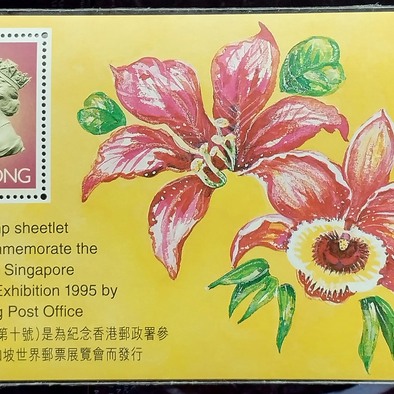 ONG
p sheetlet
mmemorate the
Singapore
Exhibition 1995 by
g Post Office
第十號)是為紀念香港郵政署參
坡世界郵票展覽會而發行